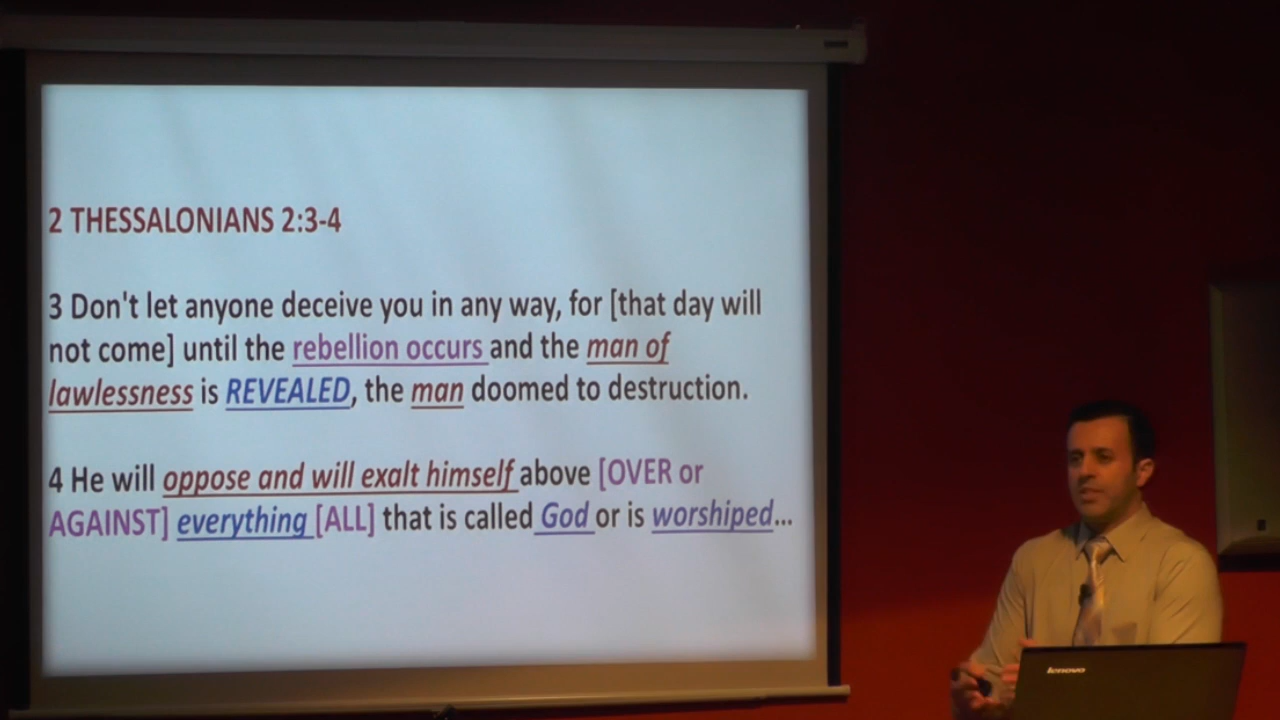 2 THESSALONIANS 2:3-4
3 Don't let anyone deceive you in any way, for [that day will
not come] until the rebellion occurs and the man of
lawlessness is REVEALED, the man doomed to destruction.
4 He will oppose and will exalt himself above [OVER or
AGAINST] everything [ALL] that is called God or is worshiped...
lenovo